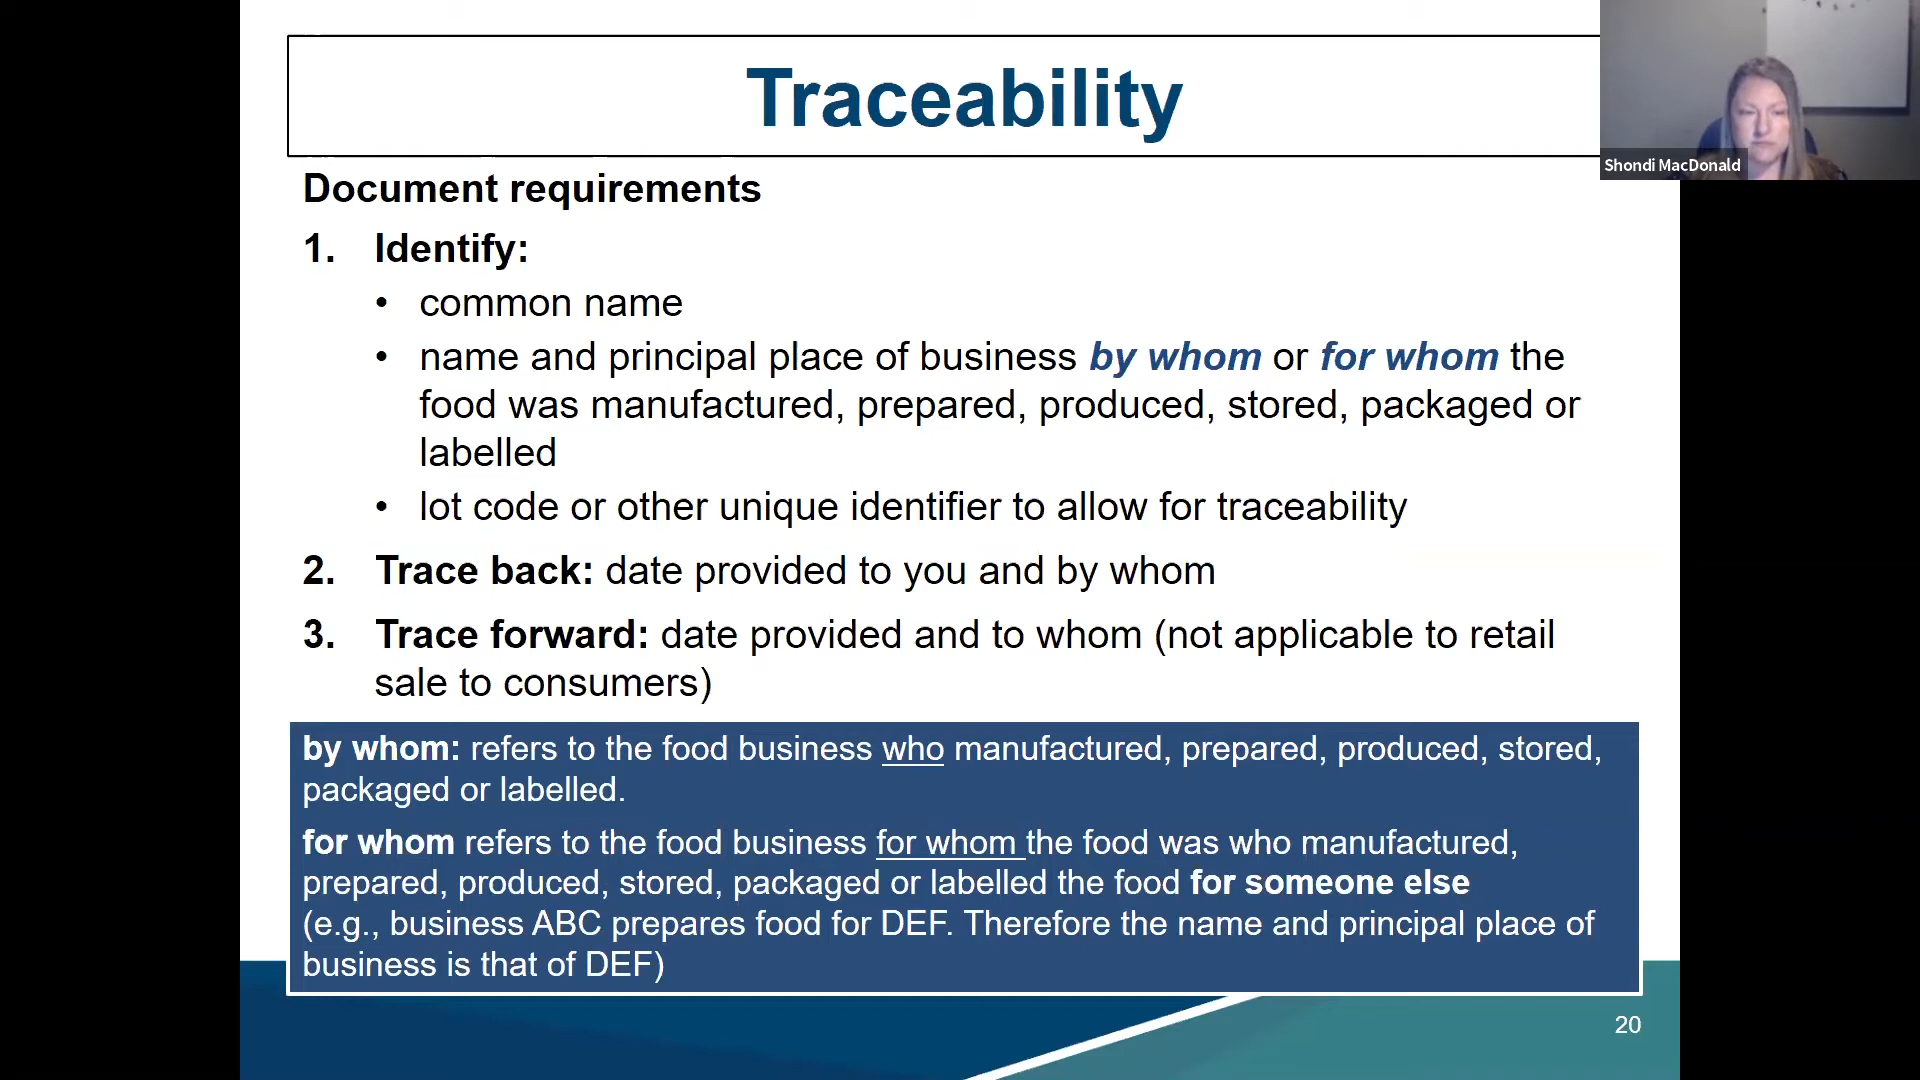 Traceability
Shondi MacDonald
Document requirements
1. Identify:
• common name
• name and principal place of business by whom or for whom the
food was manufactured, prepared, produced, stored, packaged or
labelled
• lot code or other unique identifier to allow for traceability
2. Trace back: date provided to you and by whom
3. Trace forward: date provided and to whom (not applicable to retail
sale to consumers)
by whom: refers to the food business who manufactured, prepared, produced, stored,
packaged or labelled.
for whom refers to the food business for whom the food was who manufactured,
prepared, produced, stored, packaged or labelled the food for someone else
(e.g., business ABC prepares food for DEF. Therefore the name and principal place of
business is that of DEF)
20